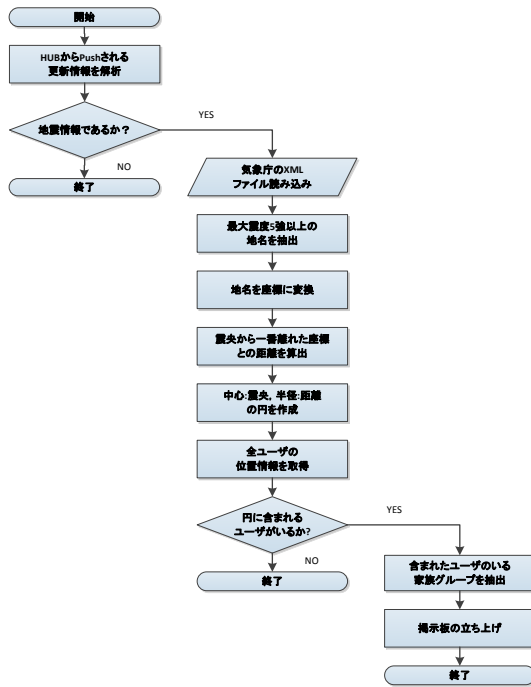 開始
HUBからPushされる
更新情報を解析
地震情報であるか？
YES
NO
終了
気象庁のXML
ファイル読み込み
最大震度5強以上の
地名を抽出
地名を座標に変換
震央から一番離れた座標
との距離を算出
中心:震央, 半径:距離
の円を作成
全ユーザの
位置情報を取得
円に含まれる
ユーザがいるか?
YES
NO
終了
含まれたユーザのいる
家族グループを抽出
掲示板の立ち上げ
終了